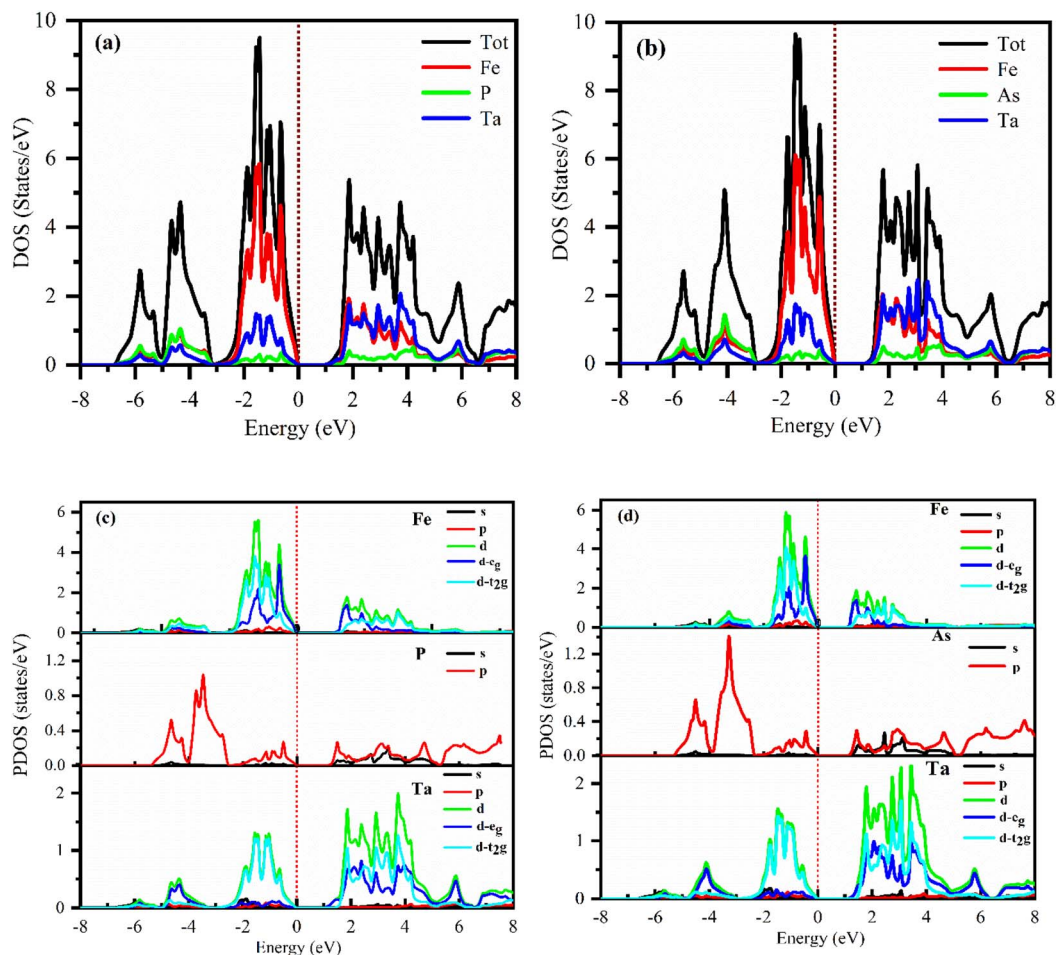 (a)
Tot
Fe
P
Ta
DOS (States/eV)
10
8
6
4
2
0
-8 -6 -4 -2 0 2 4 6 8
Energy (eV)
(b)
Tot
Fe
As
Ta
DOS (States/eV)
10
8
6
4
2
0
-8 -6 -4 -2 0 2 4 6 8
Energy (eV)
(c)
Fe
s
p
d
d-eg
d-t2g
P
s
p
Ta
s
p
d
d-eg
d-t2g
PDOS (states/eV)
6
4
2
0
1.2
0.8
0.4
0.0
2
1
0
-8 -6 -4 -2 0 2 4 6 8
Energy (eV)
(d)
Fe
s
p
d
d-eg
d-t2g
As
s
p
Ta
s
p
d
d-eg
d-t2g
PDOS (states/eV)
6
4
2
0
1.2
0.8
0.4
0.0
2
1
0
-8 -6 -4 -2 0 2 4 6 8
Energy (eV)